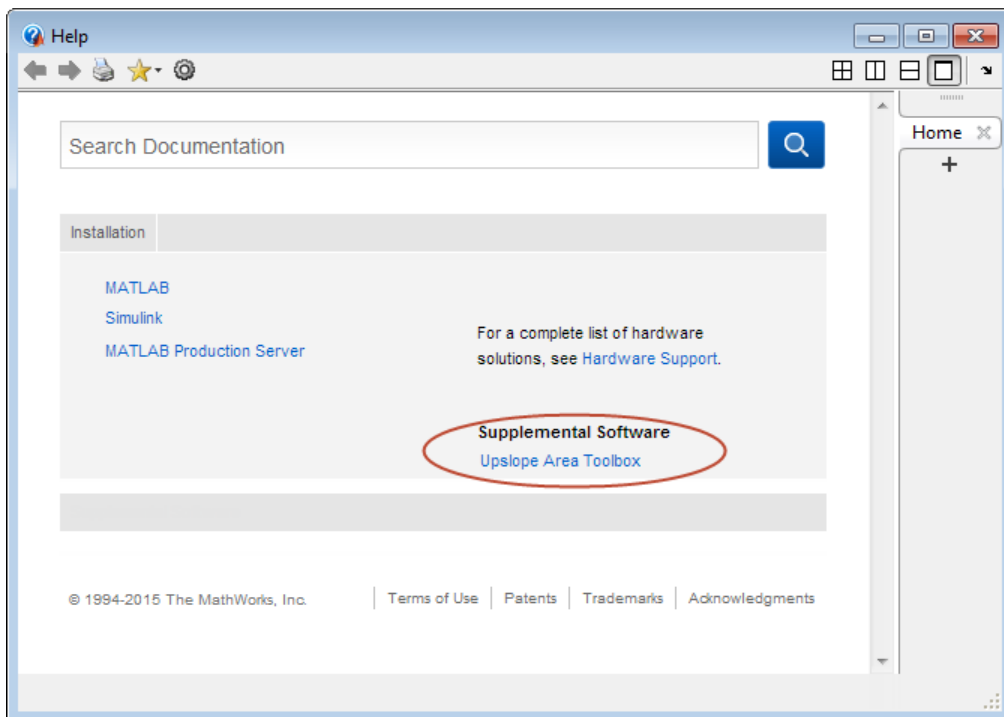 Help
Search Documentation
Home
Installation
MATLAB
Simulink
MATLAB Production Server
For a complete list of hardware
solutions, see Hardware Support.
Supplemental Software
Upslope Area Toolbox
© 1994-2015 The MathWorks, Inc.
Terms of Use
Patents
Trademarks
Acknowledgments